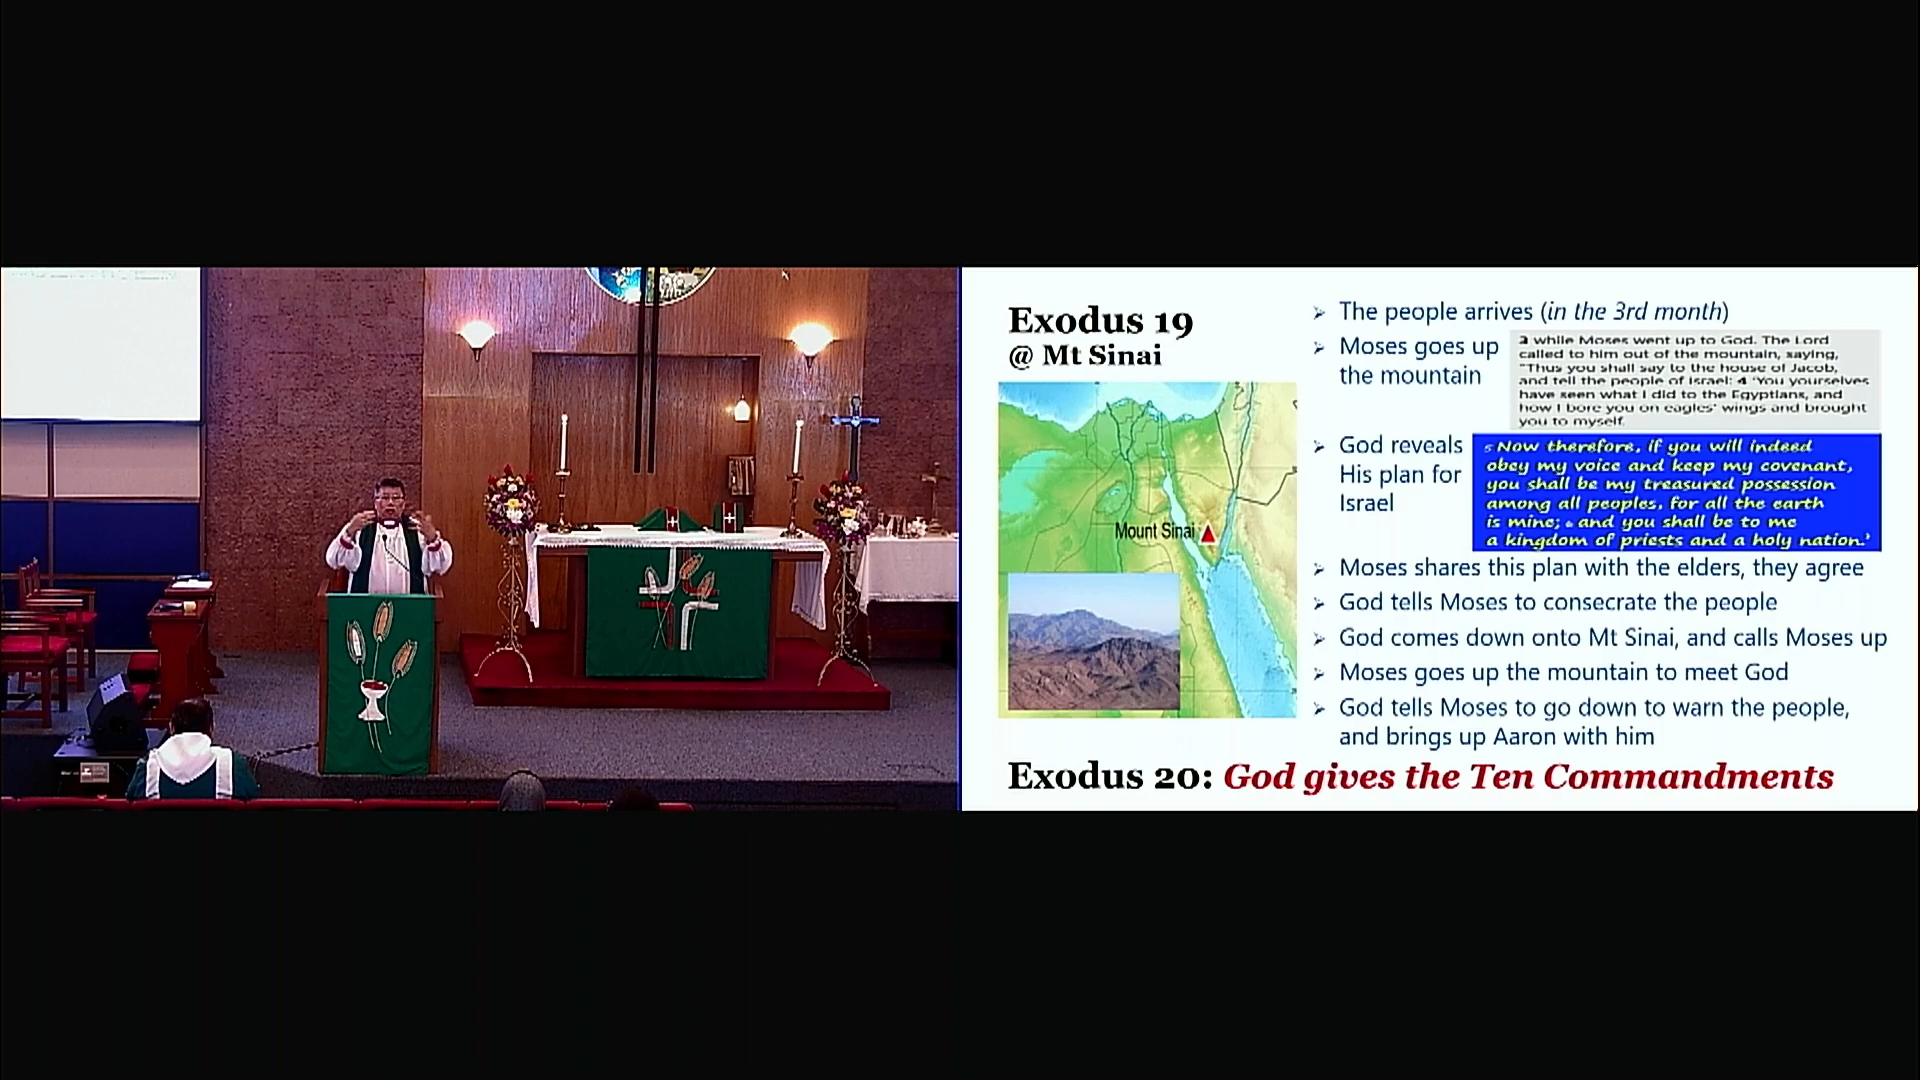 Exodus 19
@ Mt Sinai
Mount Sinai
➢ The people arrives (in the 3rd month)
➢ Moses goes up
the mountain
3 while Moses went up to God. The Lord
called to him out of the mountain, saying,
"Thus you shall say to the house of Jacob,
and tell the people of Israel: 4 'You yourselves
have seen what I did to the Egyptians, and
how I bore you on eagles' wings and brought
you to myself.
➢ God reveals
His plan for
Israel
5 Now therefore, if you will indeed
obey my voice and keep my covenant,
you shall be my treasured possession
among all peoples, for all the earth
is mine; 6 and you shall be to me
a kingdom of priests and a holy nation.'
➢ Moses shares this plan with the elders, they agree
➢ God tells Moses to consecrate the people
➢ God comes down onto Mt Sinai, and calls Moses up
➢ Moses goes up the mountain to meet God
➢ God tells Moses to go down to warn the people,
and brings up Aaron with him
Exodus 20: God gives the Ten Commandments